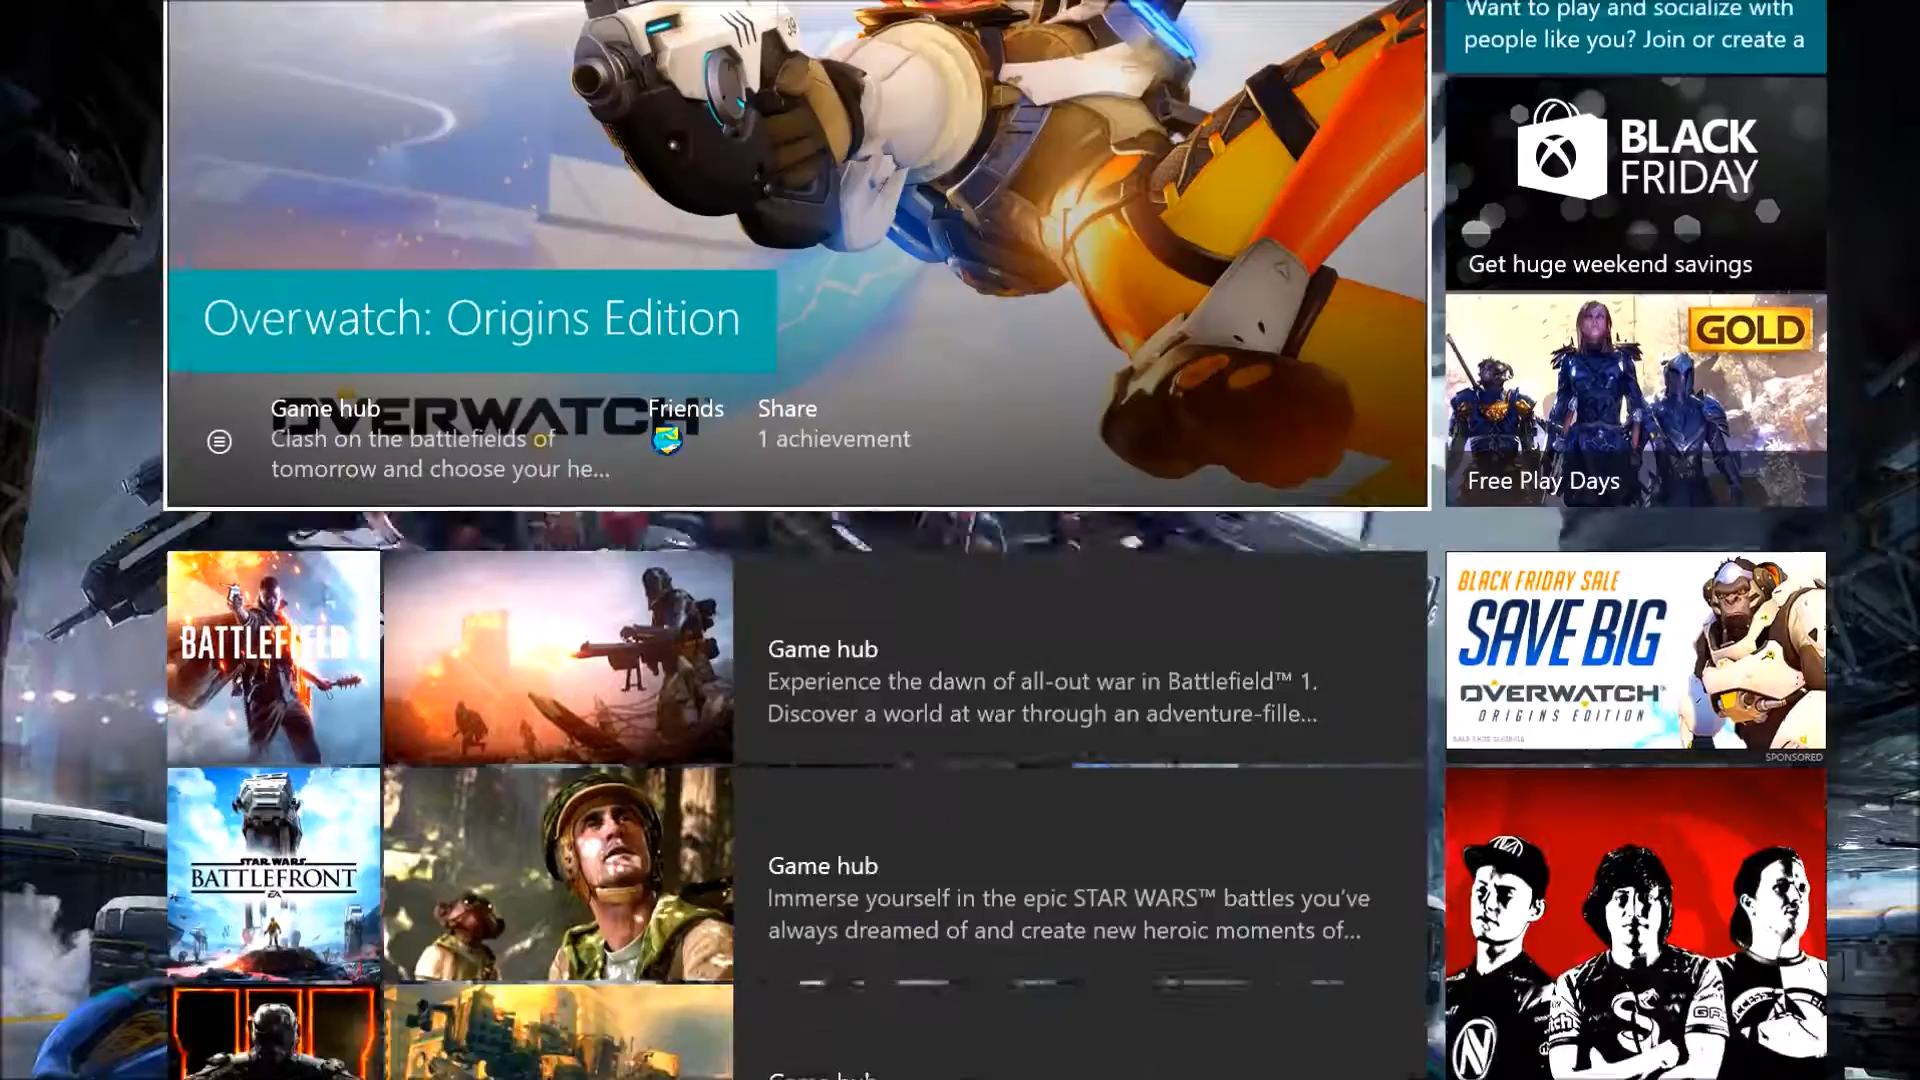 Want to play and socialize with
people like you? Join or create a
BLACK
FRIDAY
Get huge weekend savings
GOLD
Free Play Days
Overwatch: Origins Edition
OVERWATCH
Game hub
Clash on the battlefields of
tomorrow and choose your he...
Friends
Share
1 achievement
BATTLEFIELD
Game hub
Experience the dawn of all-out war in Battlefield™ 1.
Discover a world at war through an adventure-fille...
BLACK FRIDAY SALE
SAVE BIG
OVERWATCH
ORIGINS EDITION
SPONSORED
STAR WARS
BATTLEFRONT
EA
Game hub
Immerse yourself in the epic STAR WARS™ battles you've
always dreamed of and create new heroic moments of...
Game hub